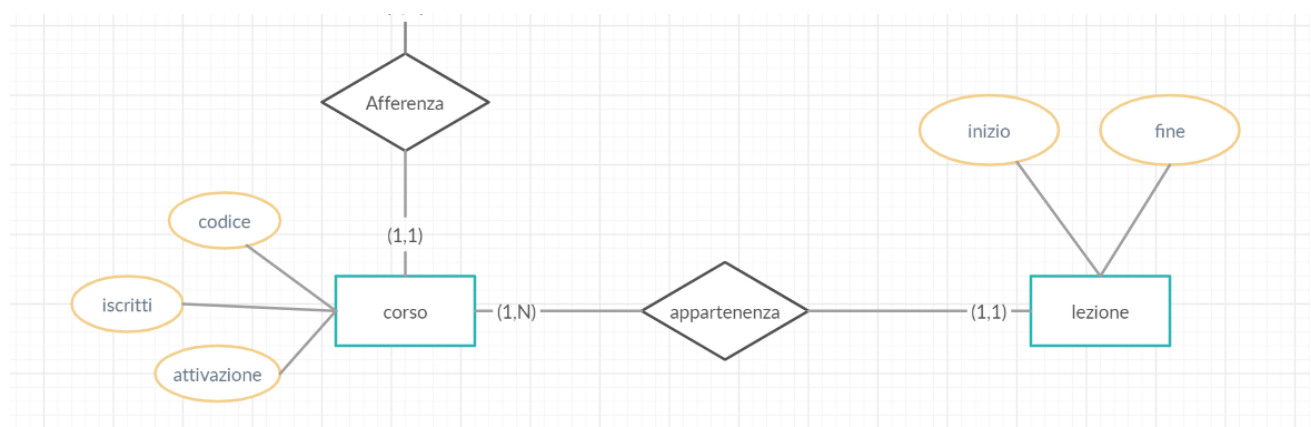 Afferenza
inizio
fine
codice
(1,1)
iscritti
corso
(1,N)
appartenenza
(1,1)
lezione
attivazione